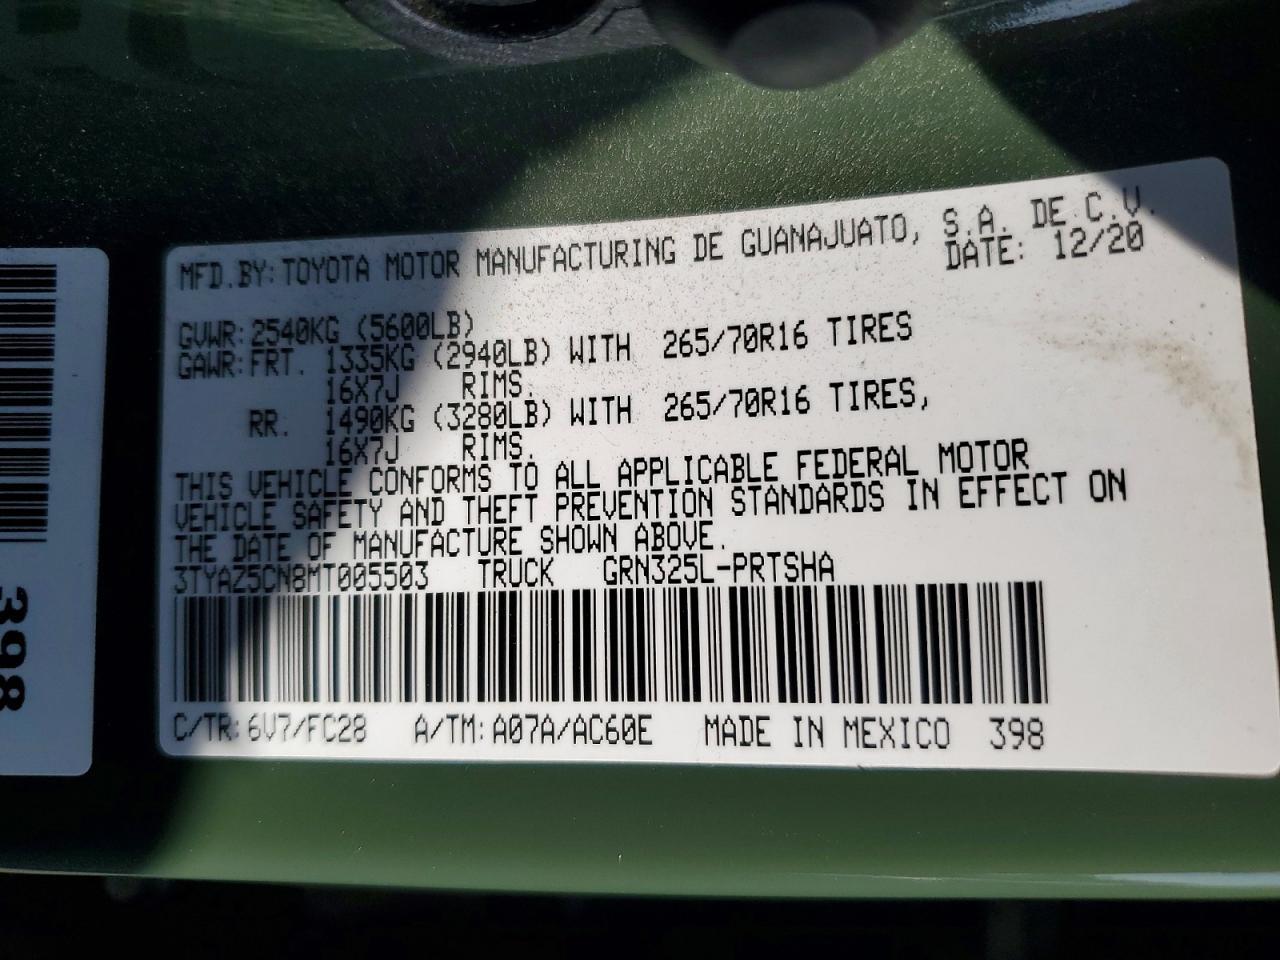 MFD.BY: TOYOTA MOTOR MANUFACTURING DE GUANAJUATO, S.A. DE C.V.
DATE: 12/20
GVWR: 2540KG (5600LB)
GAWR: FRT. 1335KG (2940LB) WITH 265/70R16 TIRES
16X7J RIMS.
RR. 1490KG (3280LB) WITH 265/70R16 TIRES,
16X7J RIMS.
THIS VEHICLE CONFORMS TO ALL APPLICABLE FEDERAL MOTOR
VEHICLE SAFETY AND THEFT PREVENTION STANDARDS IN EFFECT ON
THE DATE OF MANUFACTURE SHOWN ABOVE.
3TYAZ5CN8MT005503 TRUCK GRN325L-PRTSHA
C/TR: 6V7/FC28 A/TM: A07A/AC60E MADE IN MEXICO 398
398